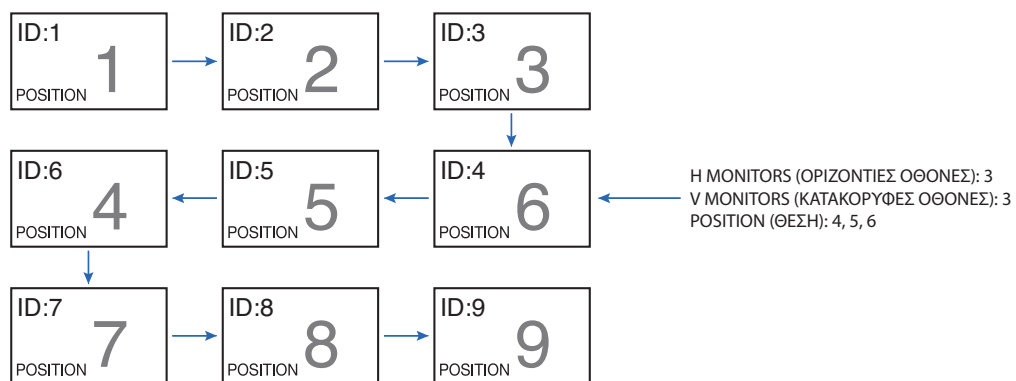 ID:1
POSITION 1
ID:2
POSITION 2
ID:3
POSITION 3
ID:6
POSITION 4
ID:5
POSITION 5
ID:4
POSITION 6
H MONITORS (ΟΡΙΖΟΝΤΙΕΣ ΟΘΟΝΕΣ): 3
V MONITORS (ΚΑΤΑΚΟΡΥΦΕΣ ΟΘΟΝΕΣ): 3
POSITION (ΘΕΣΗ): 4, 5, 6
ID:7
POSITION 7
ID:8
POSITION 8
ID:9
POSITION 9